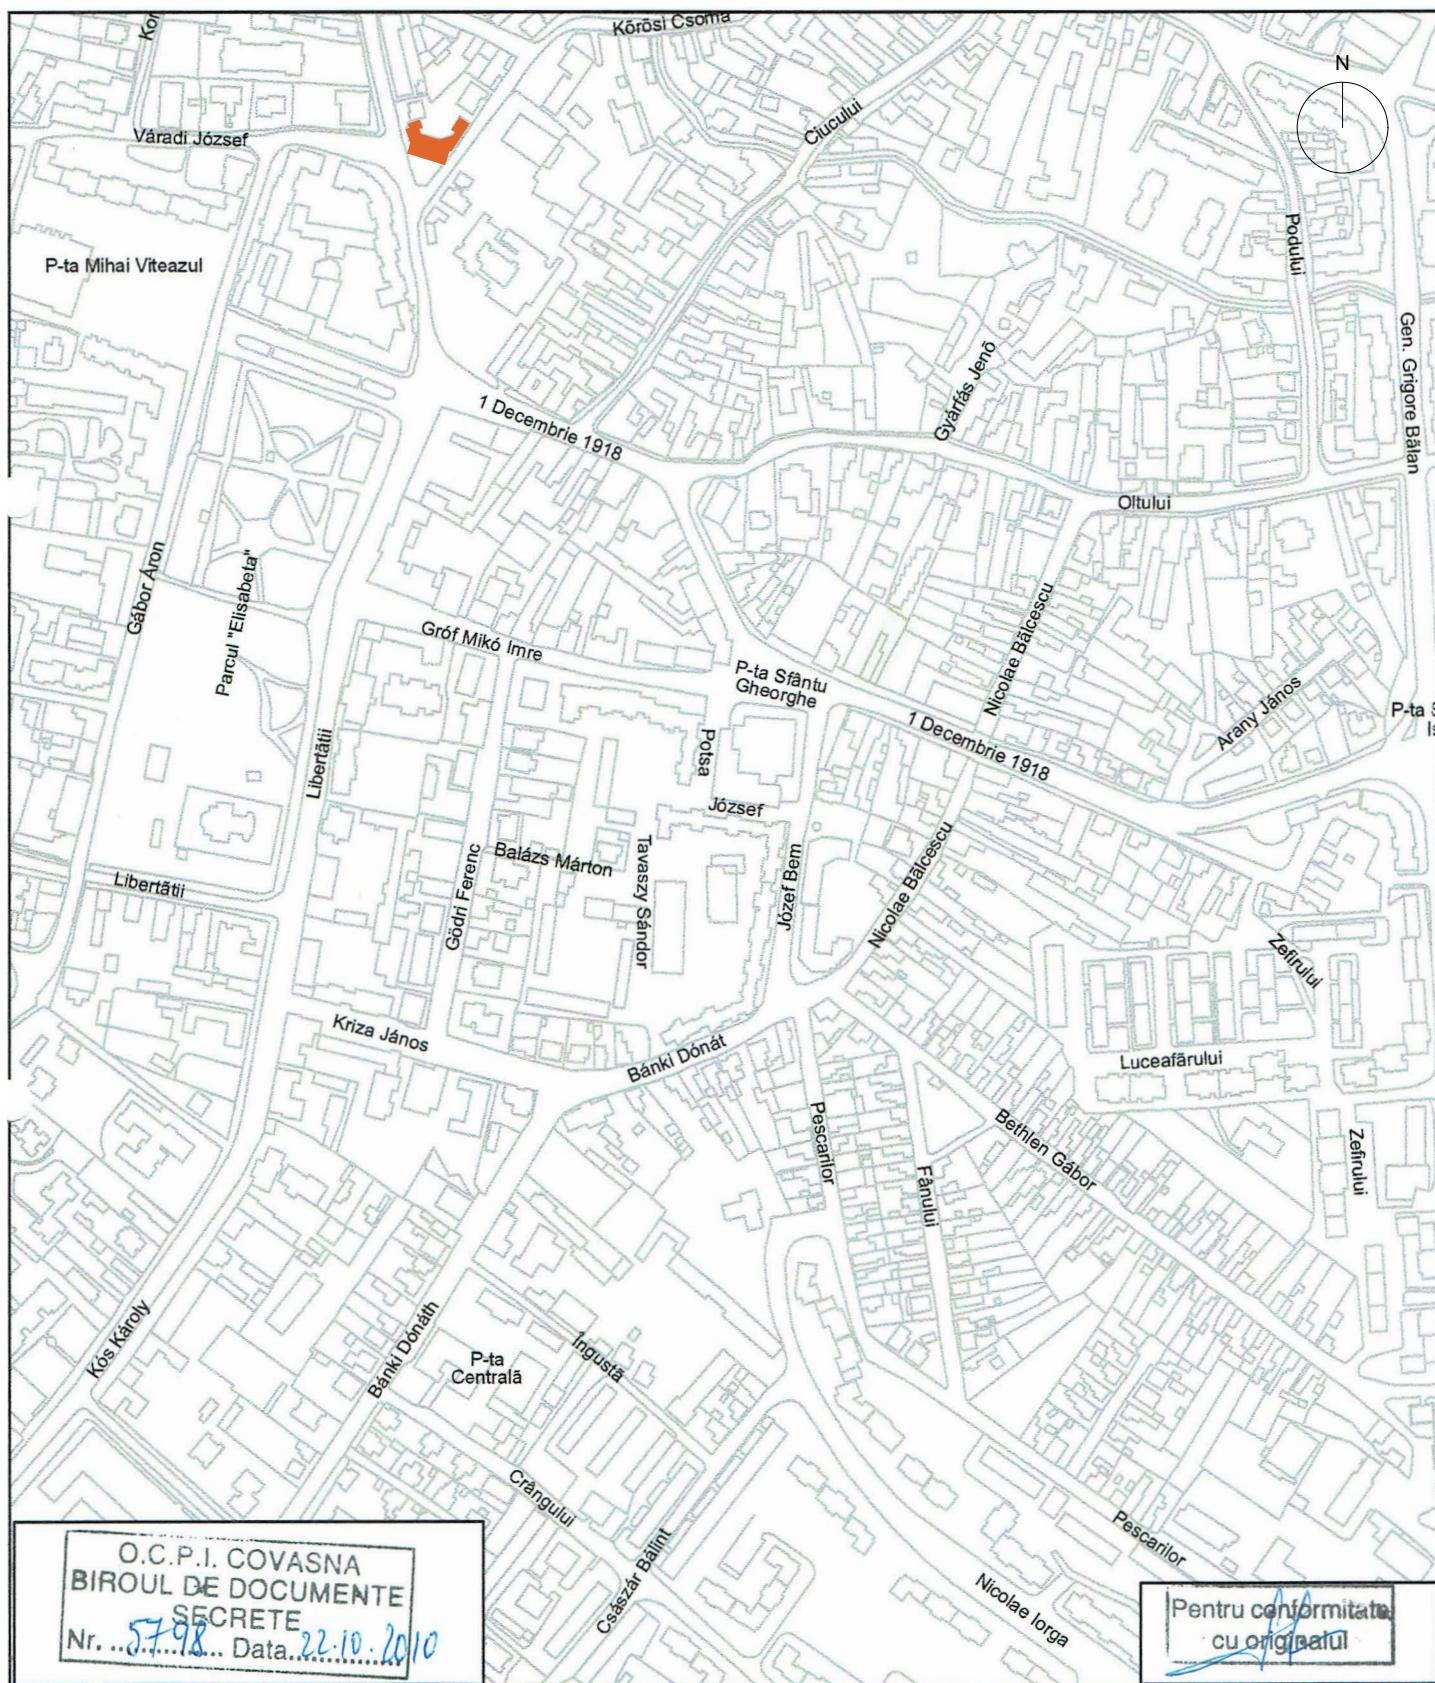 Kőrösi Csoma
N
Váradi József
Ciucului
P-ta Mihai Viteazul
Podului
Gen. Grigore Bălan
Gyárfás Jenő
1 Decembrie 1918
Oltului
Gábor Áron
Parcul "Elisabeta"
Nicolae Bălcescu
Gróf Mikó Imre
P-ta Sfântu
Gheorghe
Arany János
P-ta
Libertătii
Potsa
1 Decembrie 1918
József
Balázs Márton
Tavaszy Sándor
Gödri Ferenc
József Bem
Nicolae Bălcescu
Libertătii
Zefirului
Kriza János
Bánki Dónát
Luceafărului
Pescarilor
Bethlen Gábor
Fânului
Zefirului
Kós Károly
Bánki Dónáth
P-ta
Centrală
Îngustă
Crângului
Császár Bálint
Pescarilor
Nicolae Iorga
O.C.P.I. COVASNA
BIROUL DE DOCUMENTE
SECRETE
Nr. ...5798... Data...22.10.2010
Pentru conformitate
cu originalul